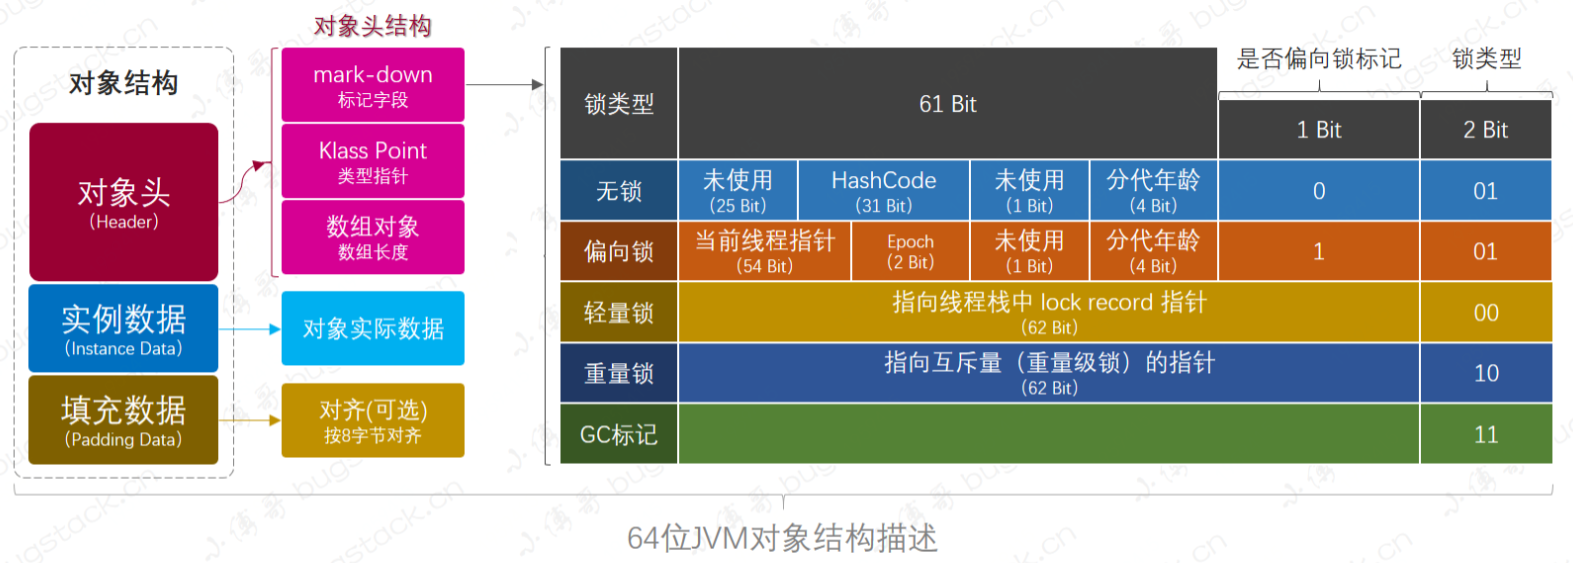 对象结构
对象头
(Header)
实例数据
(Instance Data)
填充数据
(Padding Data)
对象头结构
mark-down
标记字段
Klass Point
类型指针
数组对象
数组长度
对象实际数据
对齐(可选)
按8字节对齐
是否偏向锁标记
锁类型
锁类型
61 Bit
1 Bit
2 Bit
无锁
未使用
(25 Bit)
HashCode
(31 Bit)
未使用
(1 Bit)
分代年龄
(4 Bit)
0
01
偏向锁
当前线程指针
(54 Bit)
Epoch
(2 Bit)
未使用
(1 Bit)
分代年龄
(4 Bit)
1
01
轻量锁
指向线程栈中 lock record 指针
(62 Bit)
00
重量锁
指向互斥量（重量级锁）的指针
(62 Bit)
10
GC标记
11
64位JVM对象结构描述
小傅哥 bugstack.cn